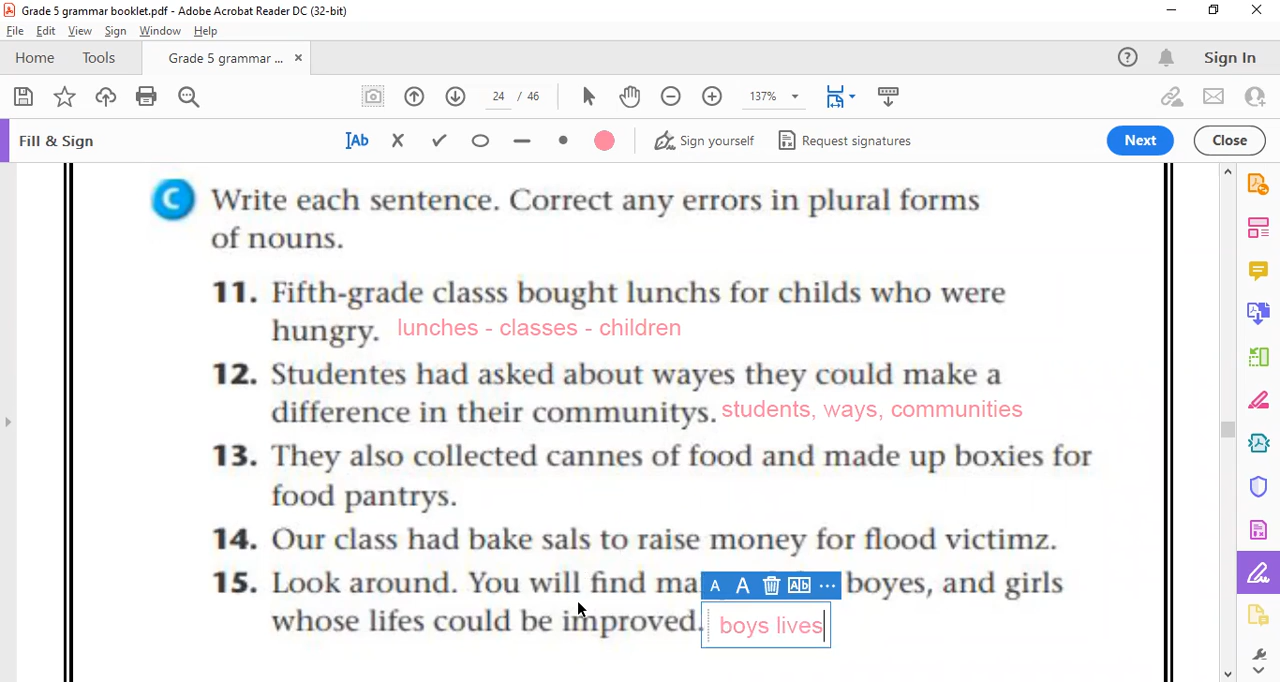 Grade 5 grammar booklet.pdf - Adobe Acrobat Reader DC (32-bit)
File Edit View Sign Window Help
Home Tools Grade 5 grammar ... × Sign In
24 / 46 137%
Fill & Sign Ab Sign yourself Request signatures Next Close
C Write each sentence. Correct any errors in plural forms
of nouns.
11. Fifth-grade classs bought lunchs for childs who were
hungry. lunches - classes - children
12. Studentes had asked about wayes they could make a
difference in their communitys. students, ways, communities
13. They also collected cannes of food and made up boxies for
food pantrys.
14. Our class had bake sals to raise money for flood victimz.
15. Look around. You will find boyes, and girls
A A Ab ...
whose lifes could be improved. boys lives